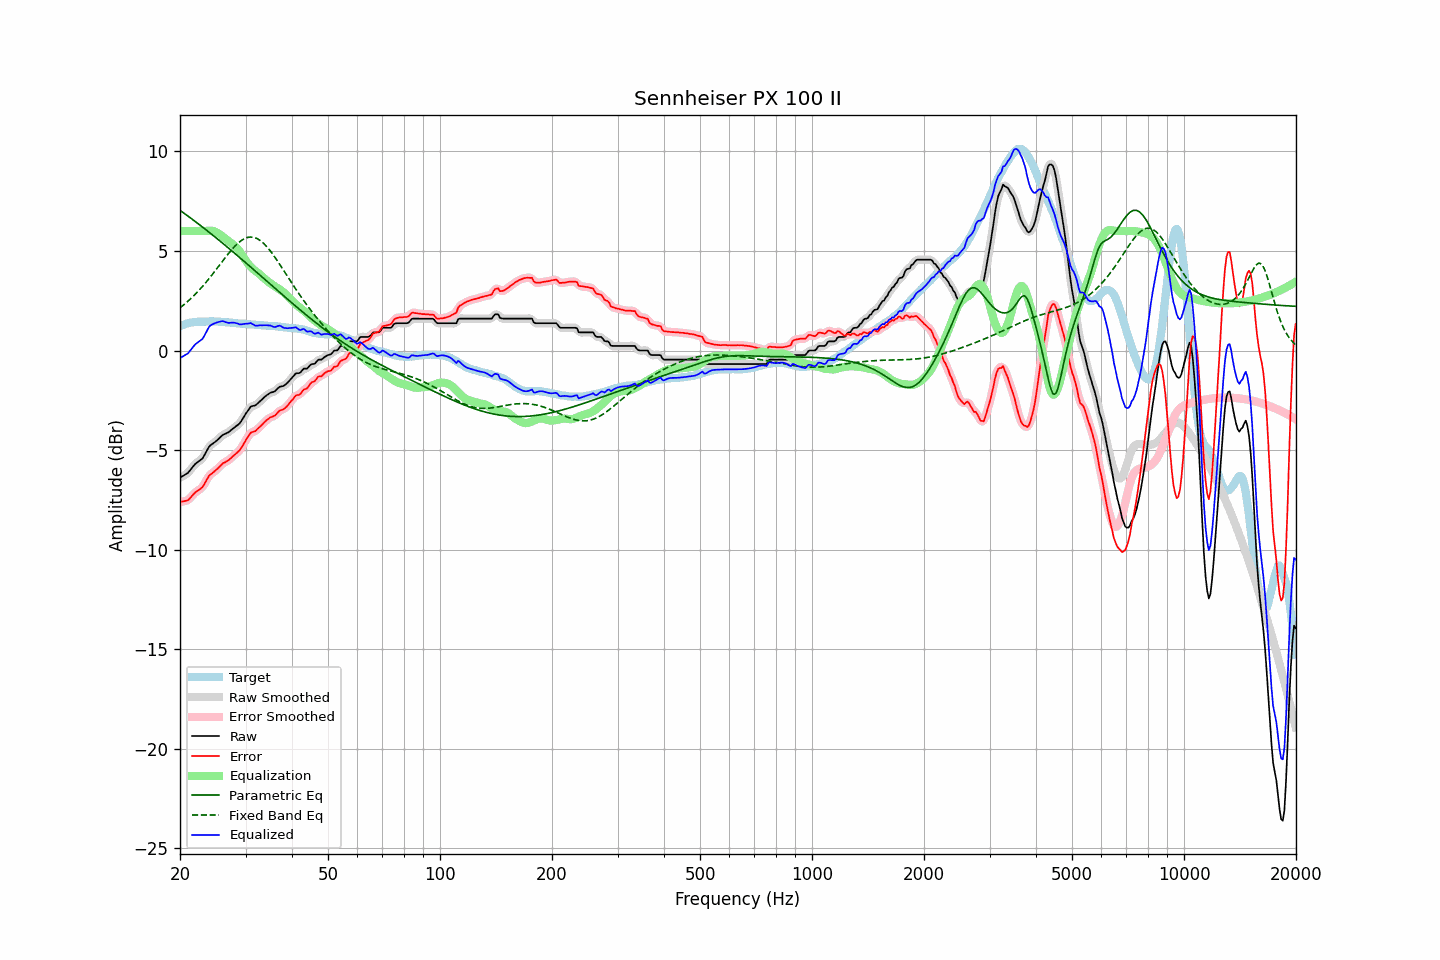 Sennheiser PX 100 II
Amplitude (dBr)
10
5
0
−5
−10
−15
−20
−25
Target
Raw Smoothed
Error Smoothed
Raw
Error
Equalization
Parametric Eq
Fixed Band Eq
Equalized
20 50 100 200 500 1000 2000 5000 10000 20000
Frequency (Hz)